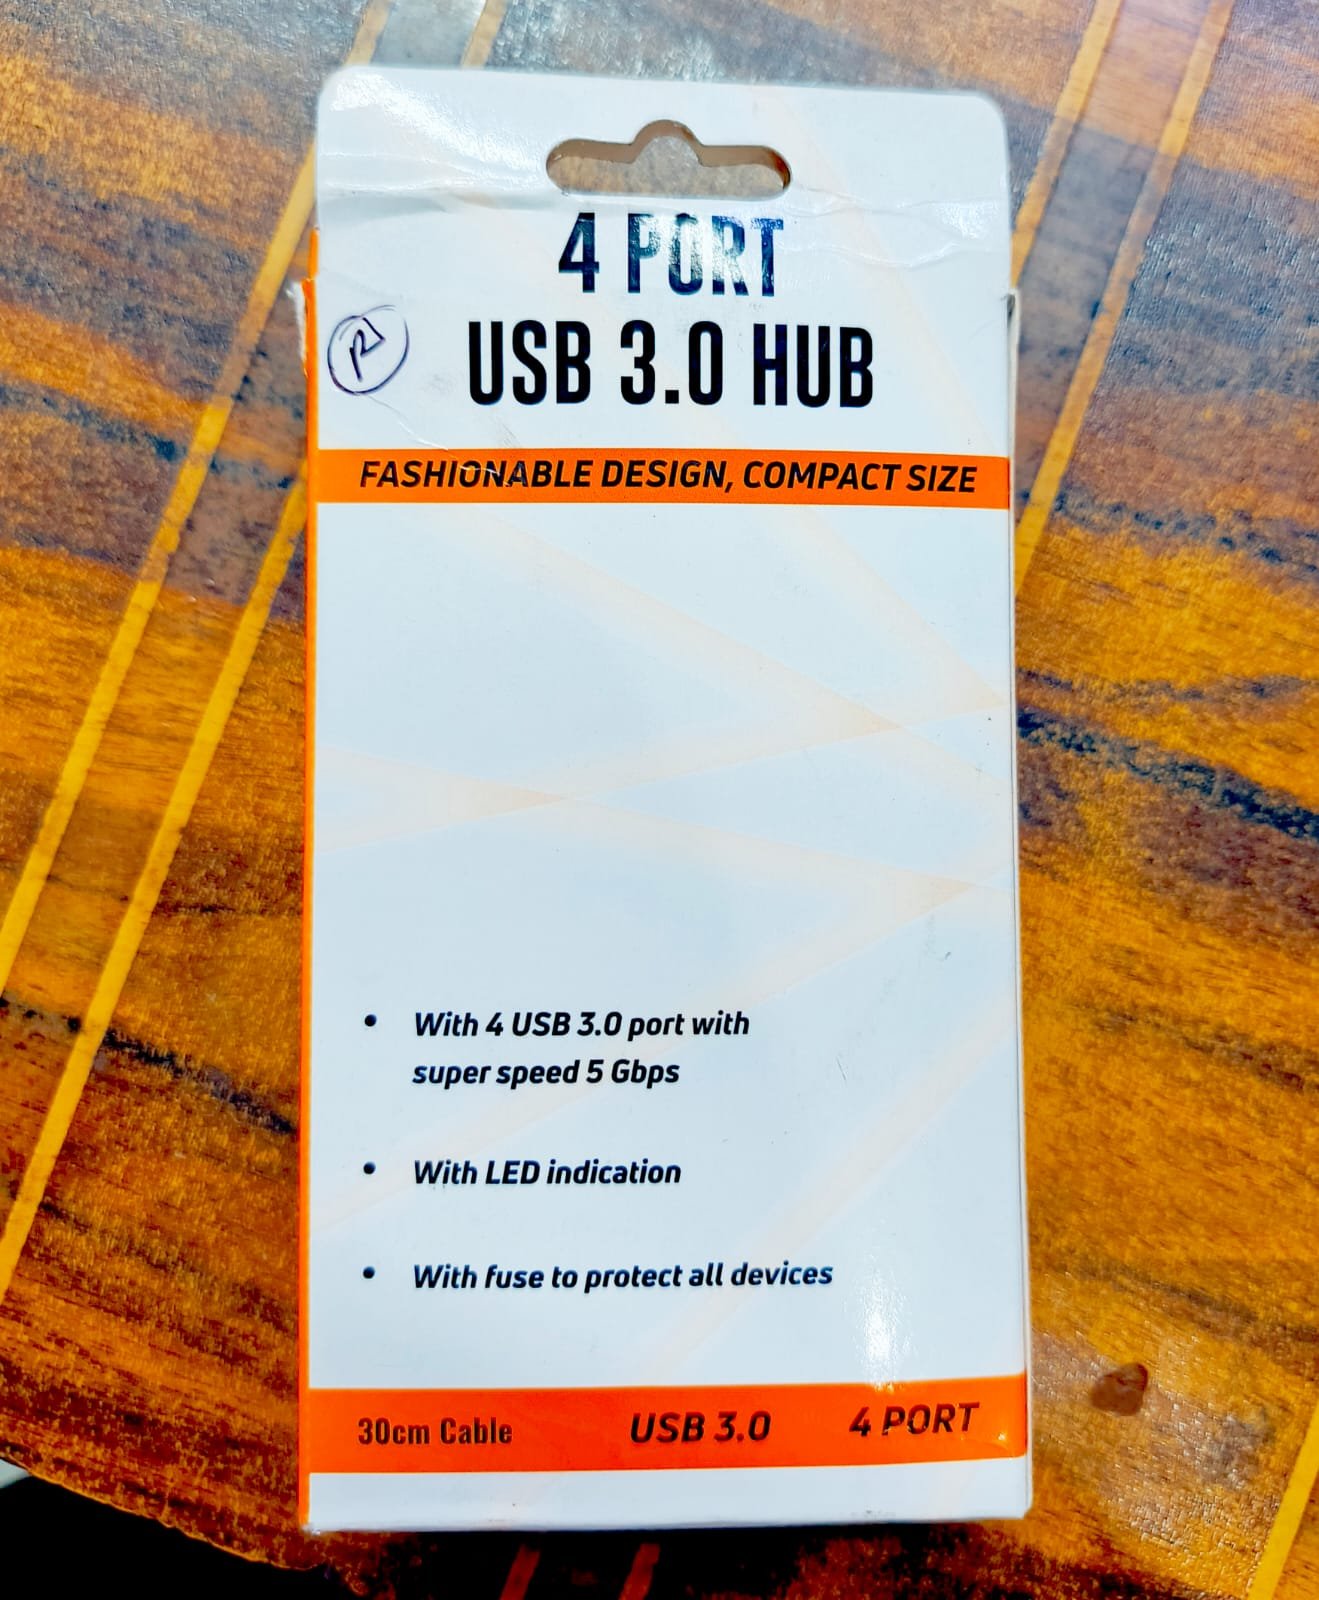 4 PORT
USB 3.0 HUB
FASHIONABLE DESIGN, COMPACT SIZE
• With 4 USB 3.0 port with
super speed 5 Gbps
• With LED indication
• With fuse to protect all devices
30cm Cable USB 3.0 4 PORT